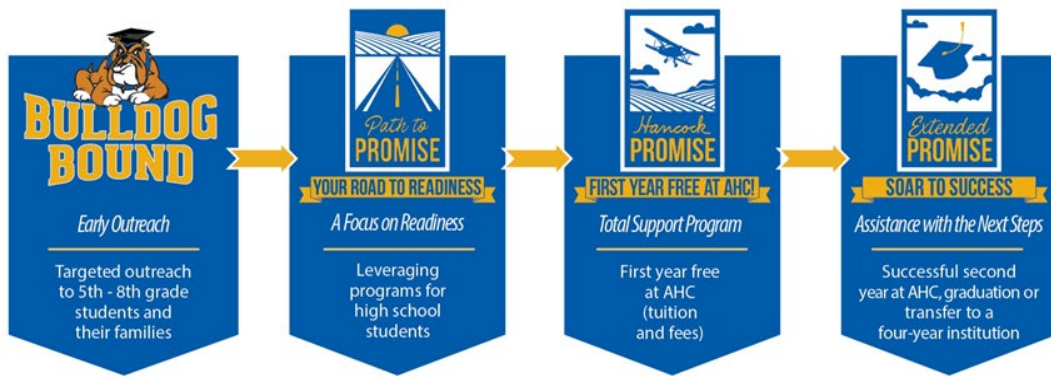 BULLDOG
BOUND
Early Outreach
Targeted outreach
to 5th - 8th grade
students and
their families
Path to
PROMISE
YOUR ROAD TO READINESS
A Focus on Readiness
Leveraging
programs for
high school
students
Hancock
PROMISE
FIRST YEAR FREE AT AHC!
Total Support Program
First year free
at AHC
(tuition
and fees)
Extended
PROMISE
SOAR TO SUCCESS
Assistance with the Next Steps
Successful second
year at AHC, graduation or
transfer to a
four-year institution